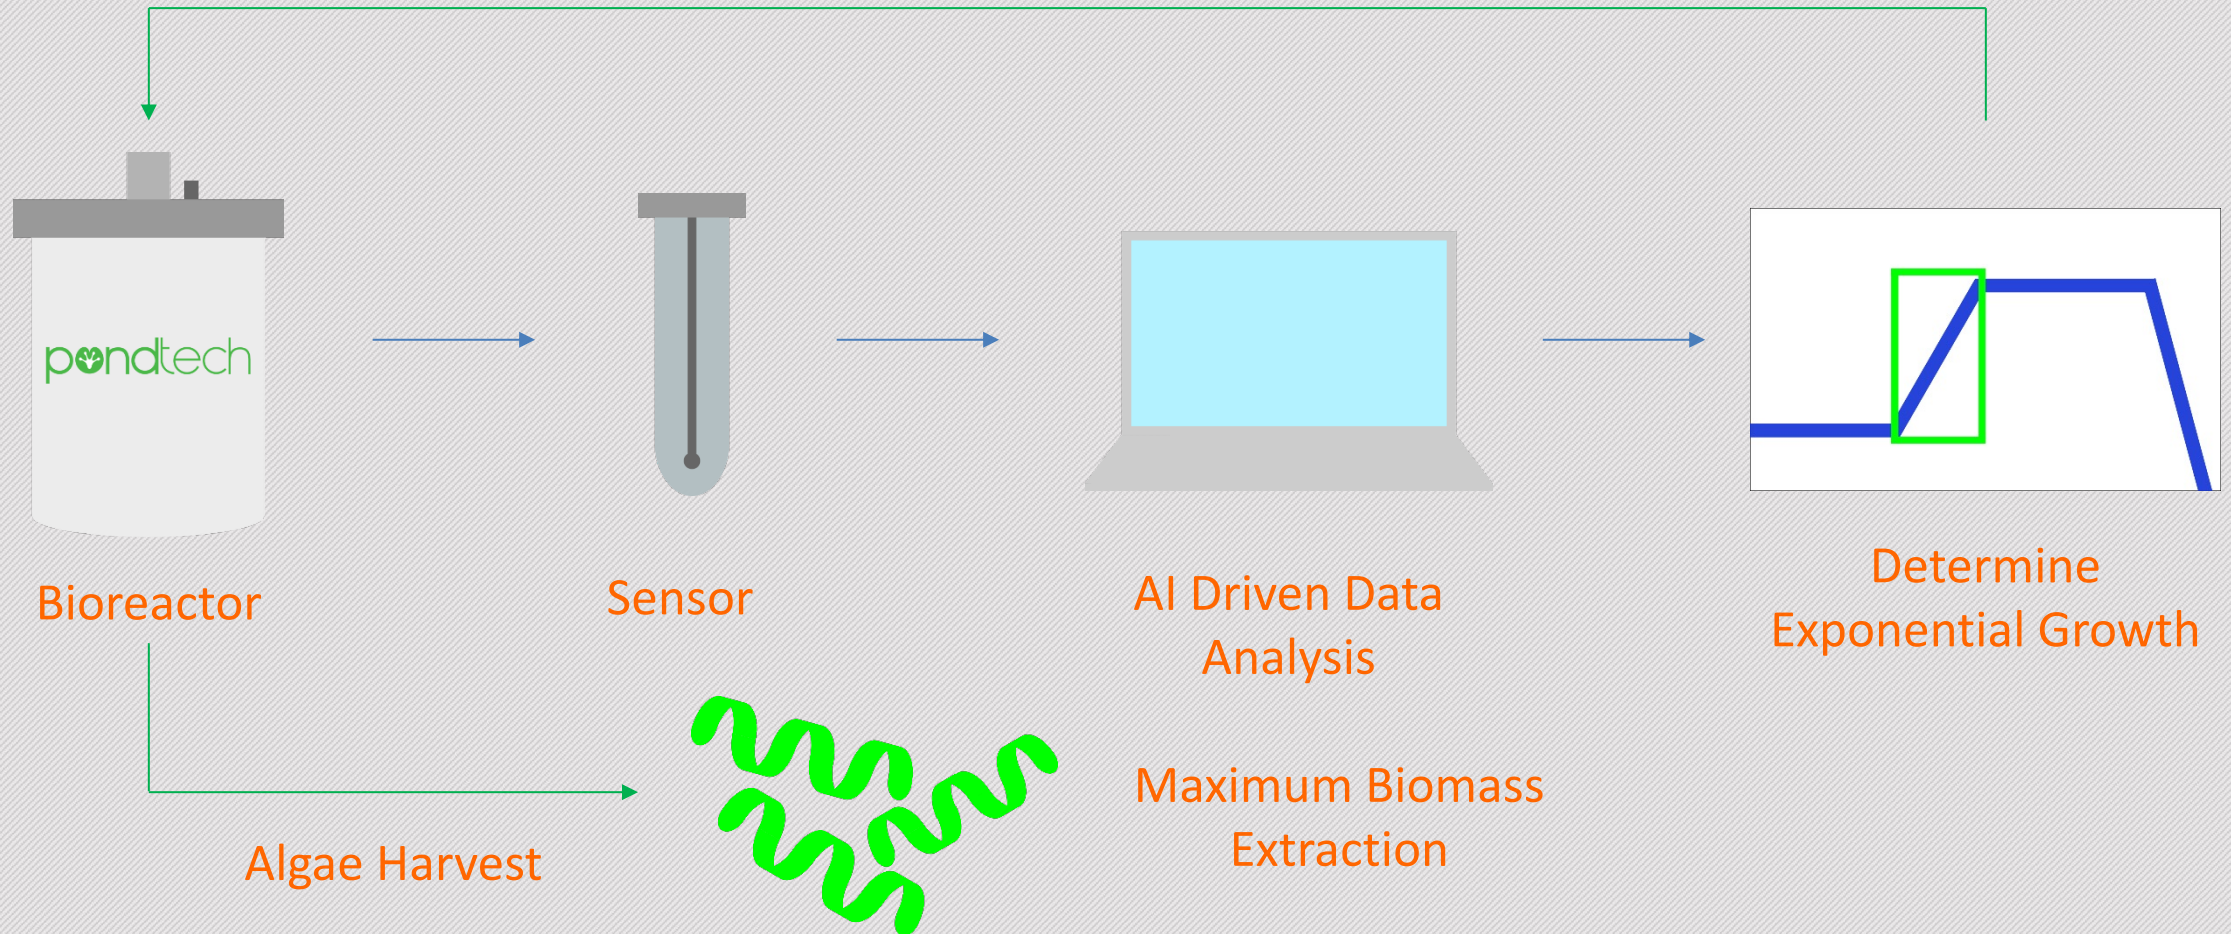 pondtech
Bioreactor
Sensor
AI Driven Data
Analysis
Determine
Exponential Growth
Algae Harvest
Maximum Biomass
Extraction